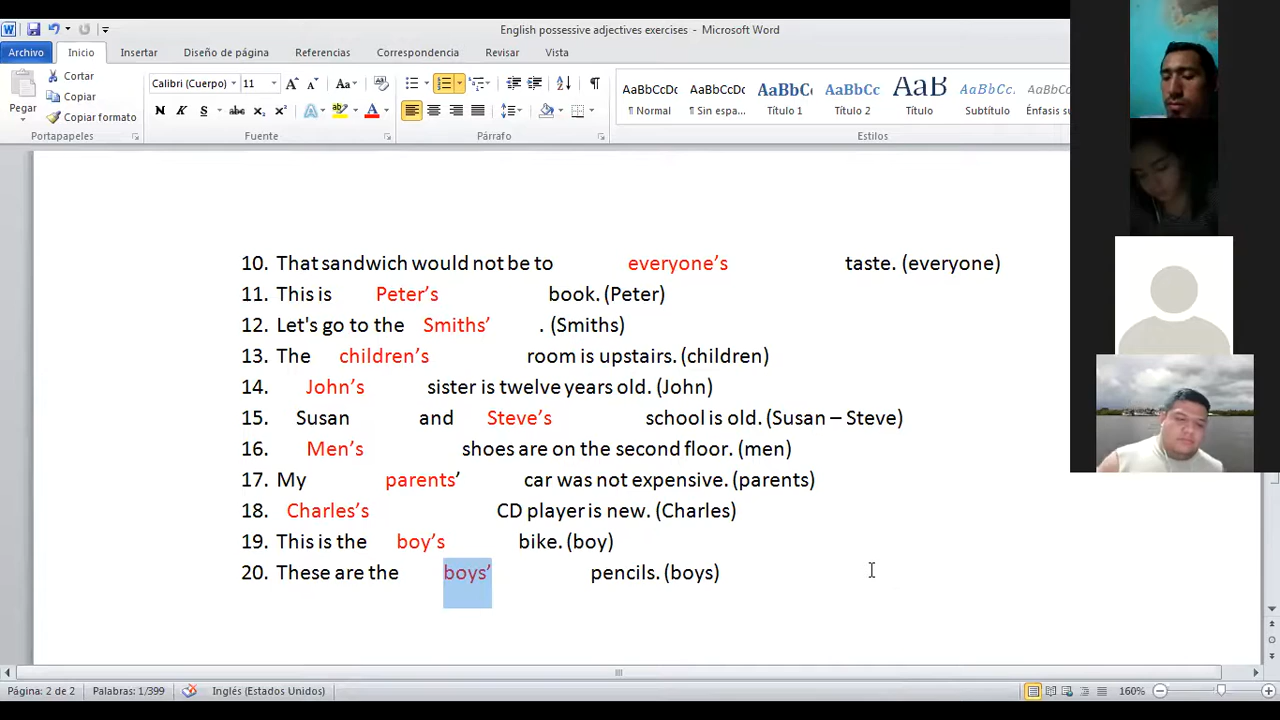 English possessive adjectives exercises - Microsoft Word
Archivo Inicio Insertar Diseño de página Referencias Correspondencia Revisar Vista
Cortar
Copiar
Copiar formato
Pegar
Portapapeles
Calibri (Cuerpo) 11
N K S abc x₂ x²
Fuente
Párrafo
AaBbCcDc AaBbCcDc AaBbCc AaBbCc AaB AaBbCc. AaBbCcDc
¶ Normal ¶ Sin espa... Título 1 Título 2 Título Subtítulo Énfasis su
Estilos
10. That sandwich would not be to everyone’s taste. (everyone)
11. This is Peter’s book. (Peter)
12. Let's go to the Smiths’ . (Smiths)
13. The children’s room is upstairs. (children)
14. John’s sister is twelve years old. (John)
15. Susan and Steve’s school is old. (Susan – Steve)
16. Men’s shoes are on the second floor. (men)
17. My parents’ car was not expensive. (parents)
18. Charles’s CD player is new. (Charles)
19. This is the boy’s bike. (boy)
20. These are the boys’ pencils. (boys)
Página: 2 de 2 Palabras: 1/399 Inglés (Estados Unidos) 160%